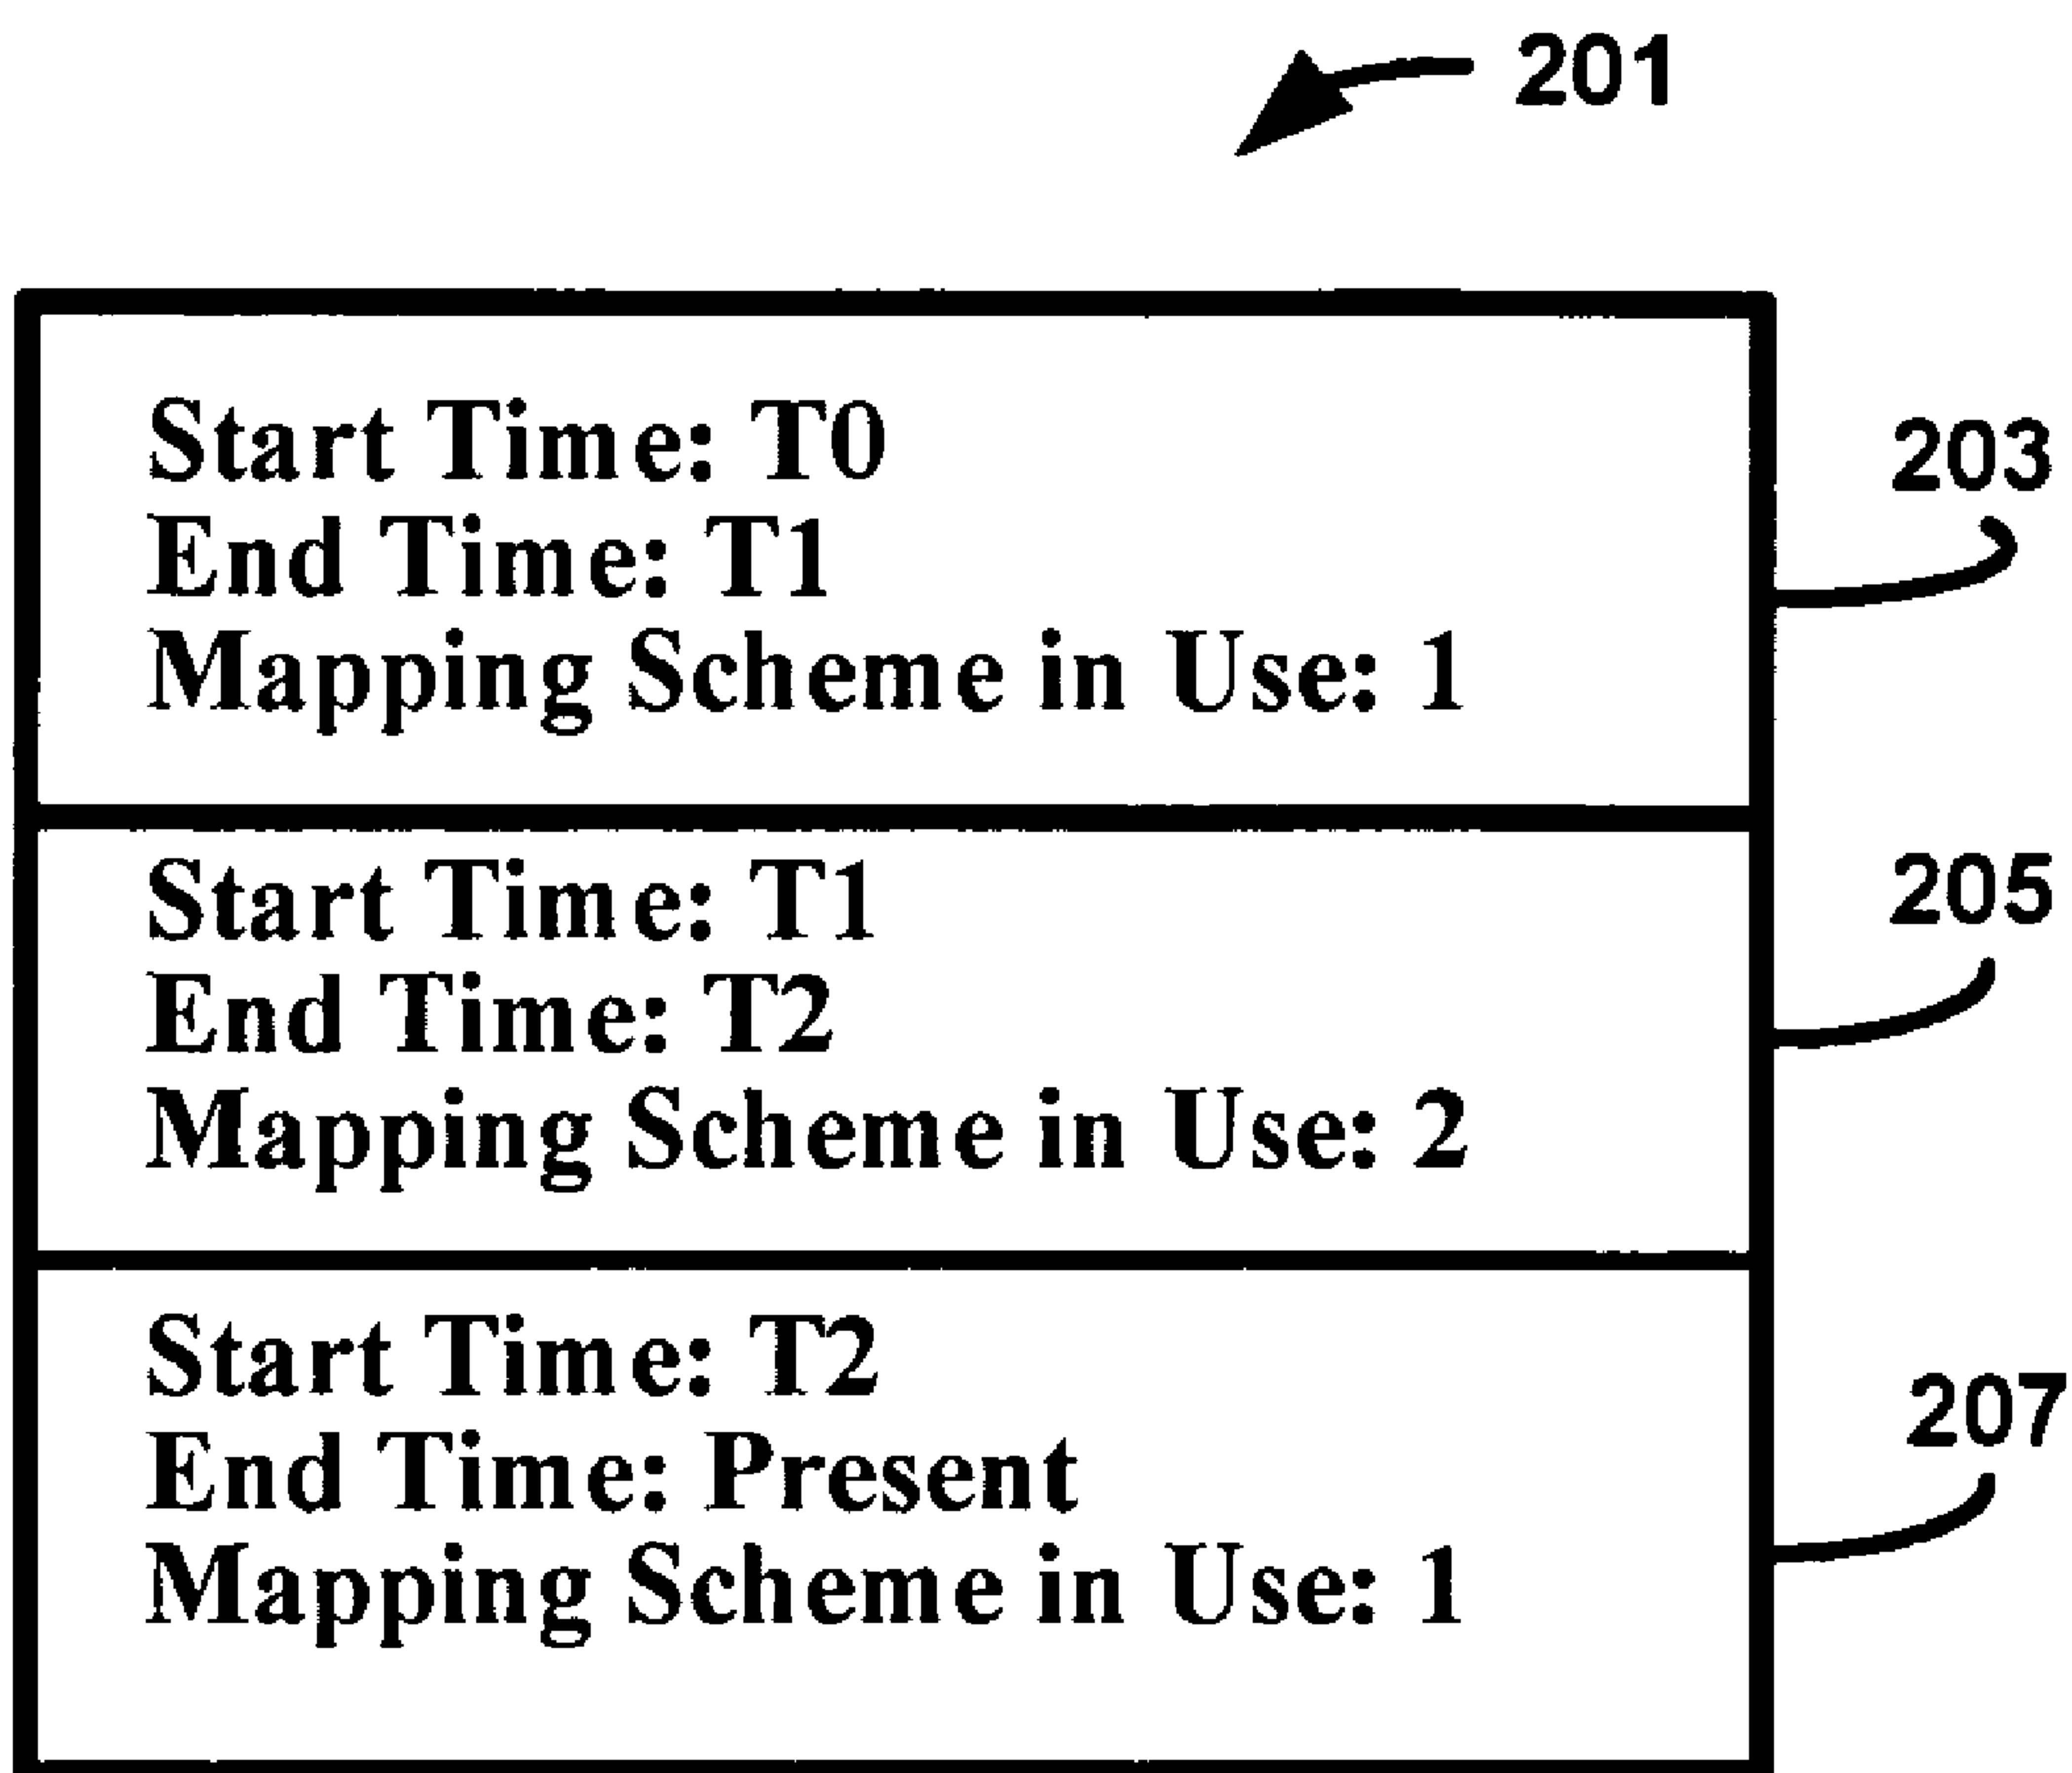 201
Start Time: T0
End Time: T1
Mapping Scheme in Use: 1
203
Start Time: T1
End Time: T2
Mapping Scheme in Use: 2
205
Start Time: T2
End Time: Present
Mapping Scheme in Use: 1
207